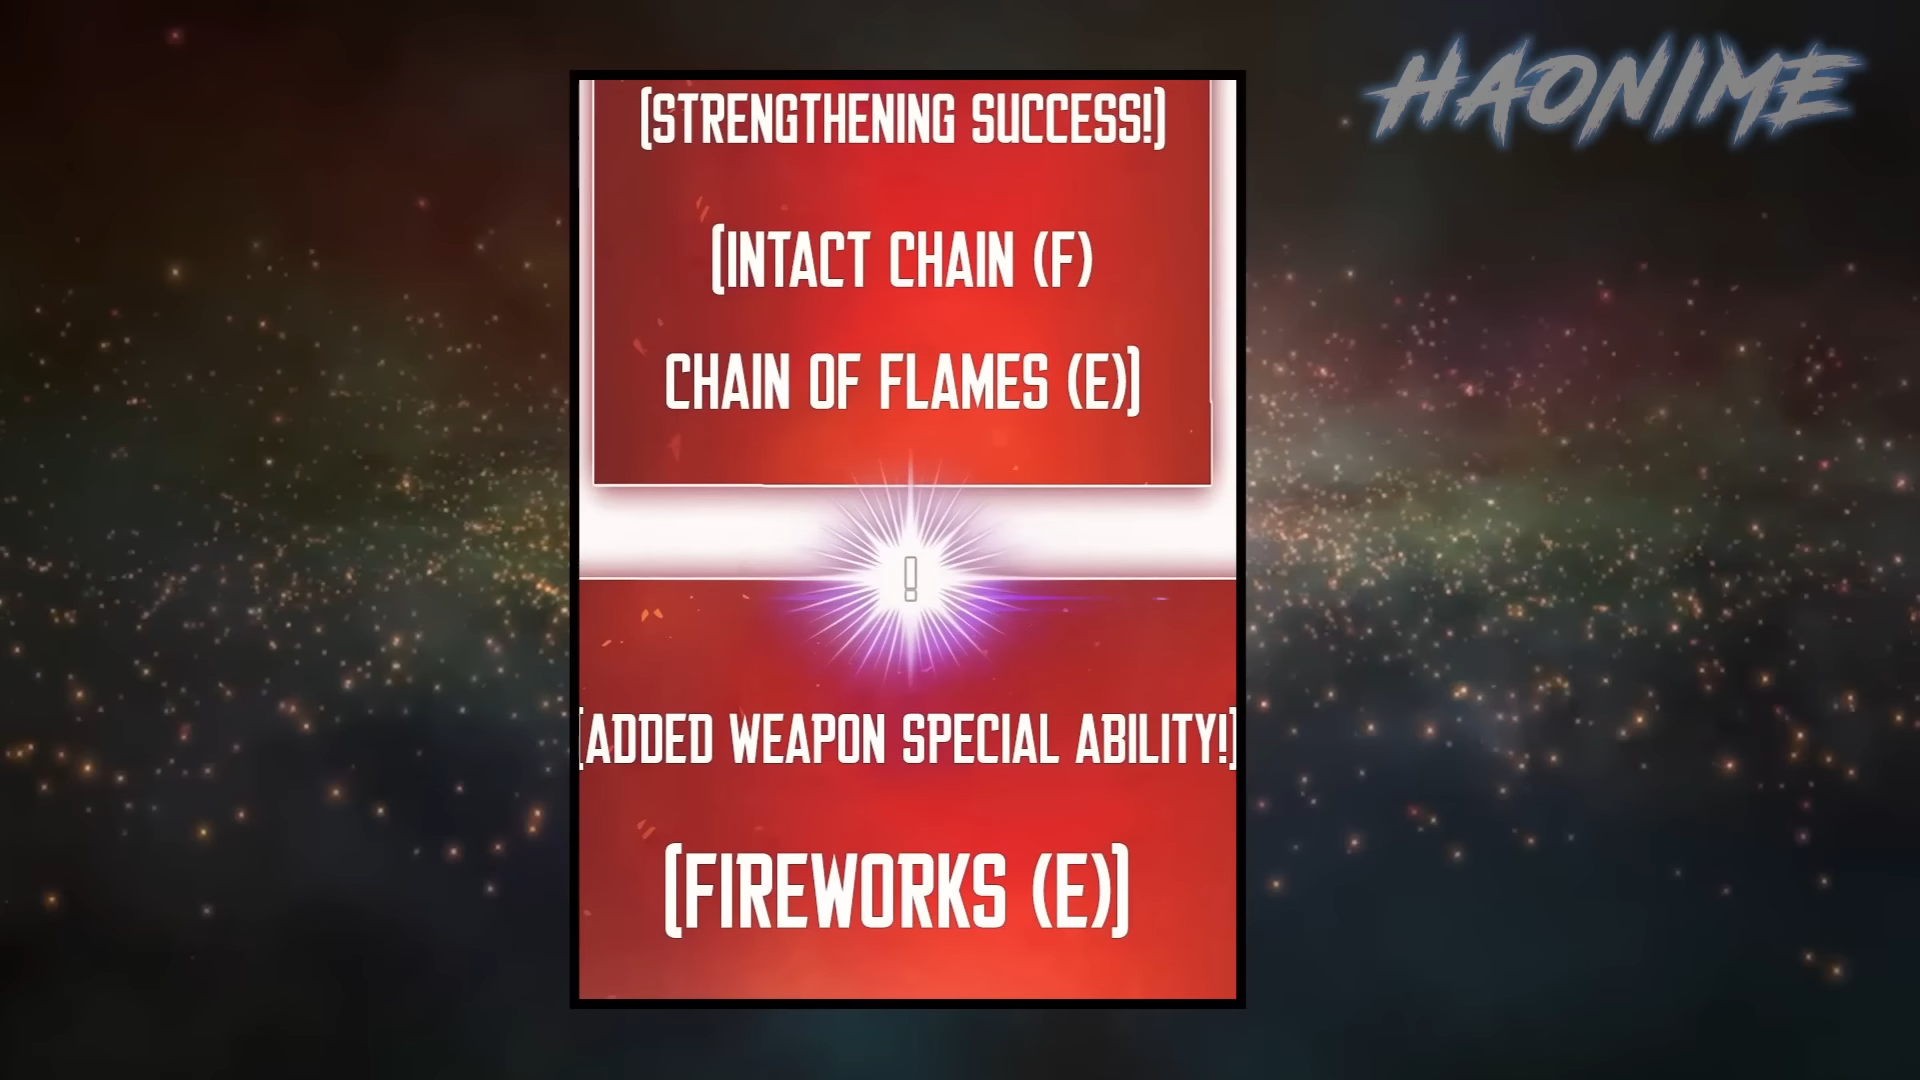 HAONIME
[STRENGTHENING SUCCESS!]
[INTACT CHAIN (F)
CHAIN OF FLAMES (E)]
!
[ADDED WEAPON SPECIAL ABILITY!]
[FIREWORKS (E)]